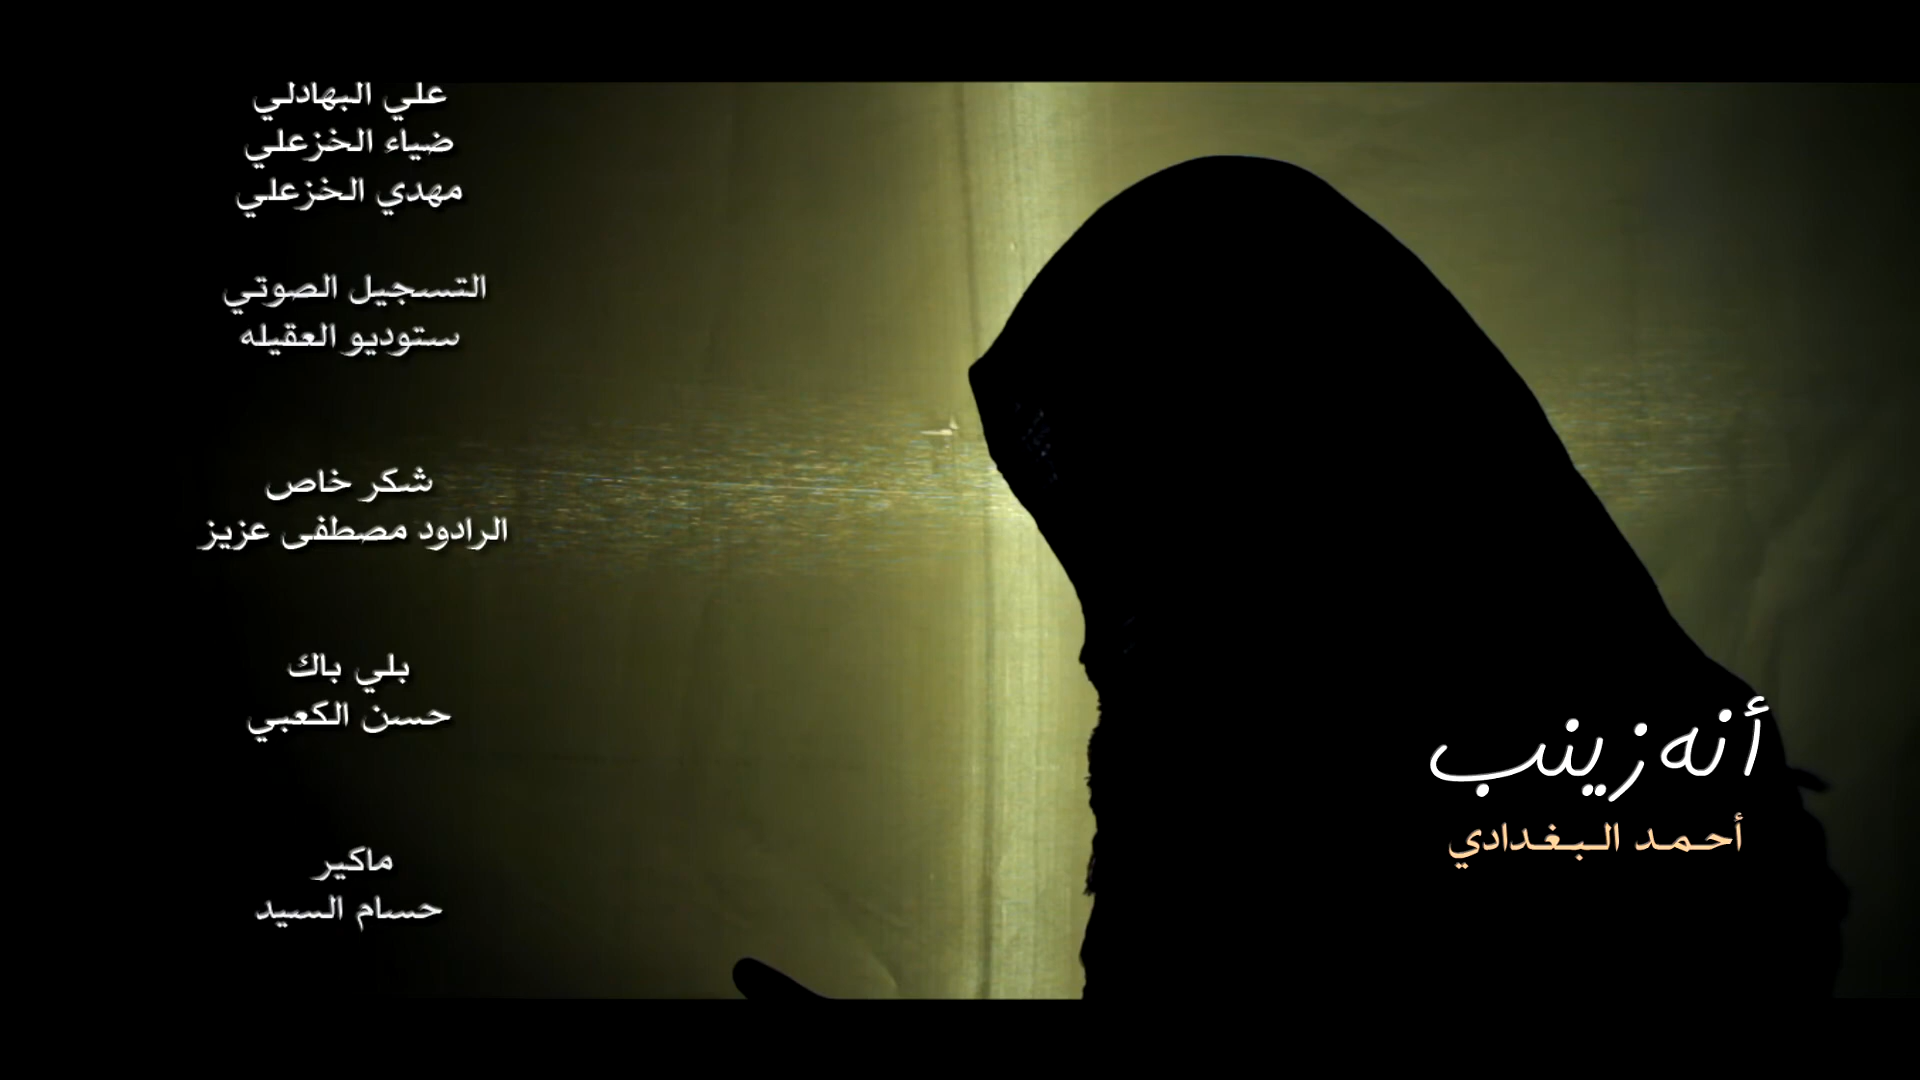 علي البهادلي
ضياء الخزعلي
مهدي الخزعلي
التسجيل الصوتي
ستوديو العقيله
شكر خاص
الرادود مصطفى عزيز
بلي باك
حسن الكعبي
ماكير
حسام السيد
أنه زينب
أحمد البغدادي